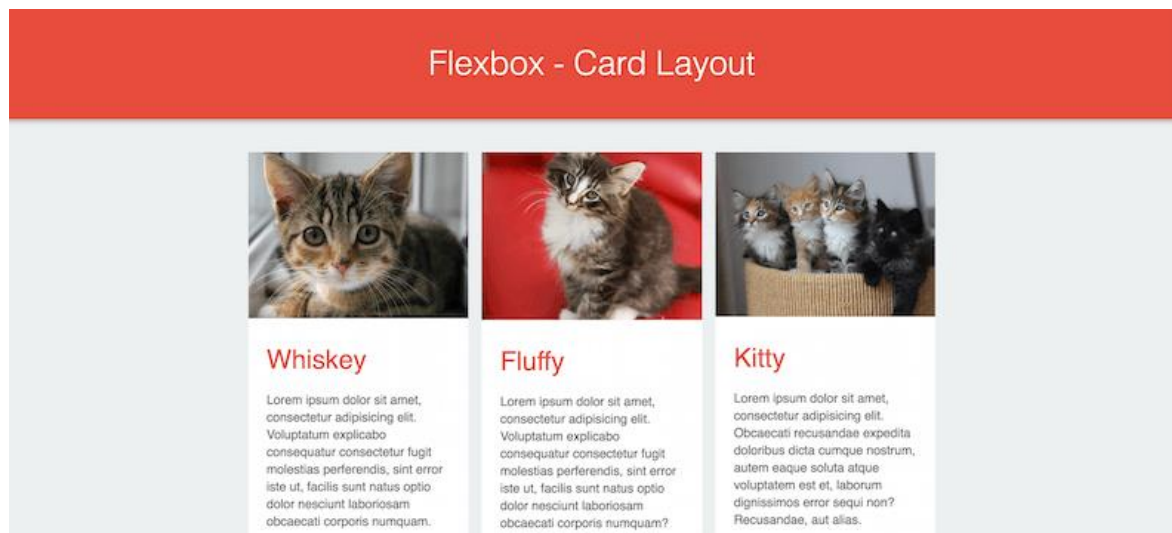 Flexbox - Card Layout
Whiskey
Lorem ipsum dolor sit amet,
consectetur adipisicing elit.
Voluptatum explicabo
consequatur consectetur fugit
molestias perferendis, sint error
iste ut, facilis sunt natus optio
dolor nesciunt laboriosam
obcaecati corporis numquam.
Fluffy
Lorem ipsum dolor sit amet,
consectetur adipisicing elit.
Voluptatum explicabo
consequatur consectetur fugit
molestias perferendis, sint error
iste ut, facilis sunt natus optio
dolor nesciunt laboriosam
obcaecati corporis numquam?
Kitty
Lorem ipsum dolor sit amet,
consectetur adipisicing elit.
Obcaecati recusandae expedita
doloribus dicta cumque nostrum,
autem eaque soluta atque
voluptatem est et, laborum
dignissimos error sequi non?
Recusandae, aut alias.